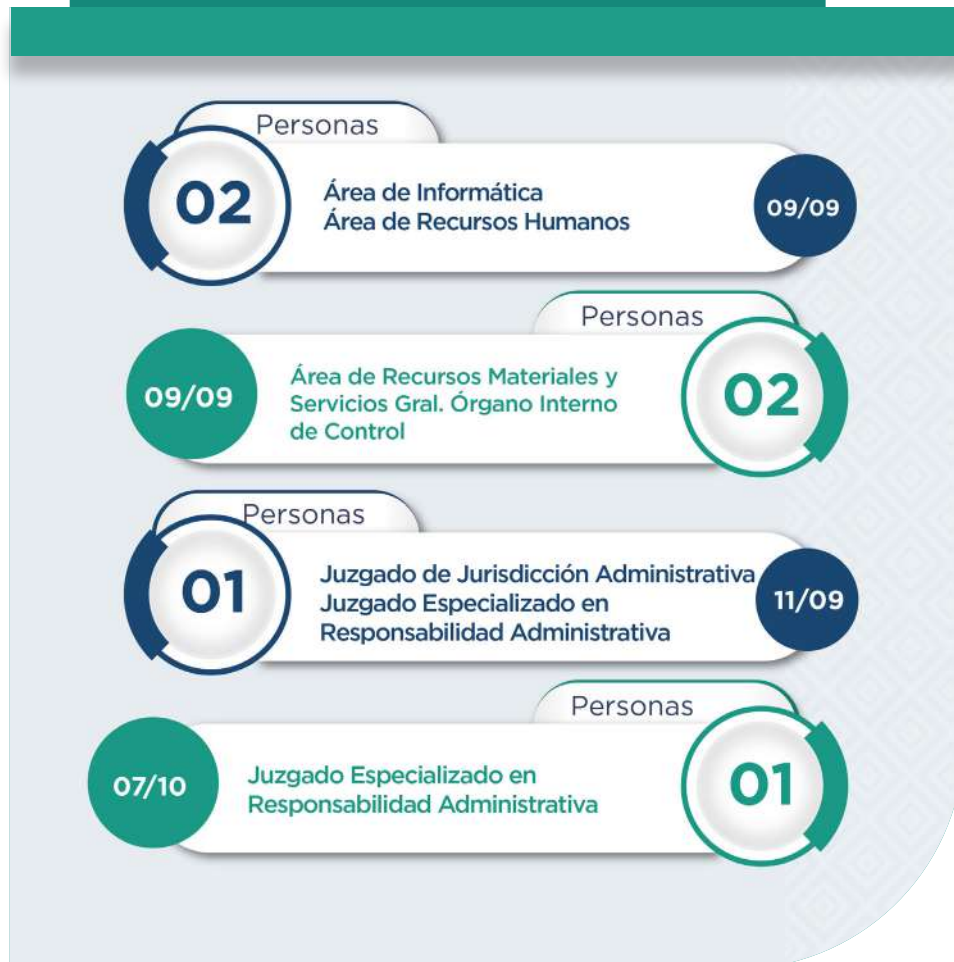 Personas
02
Área de Informática
Área de Recursos Humanos
09/09
Personas
09/09
Área de Recursos Materiales y
Servicios Gral. Órgano Interno
de Control
02
Personas
01
Juzgado de Jurisdicción Administrativa
Juzgado Especializado en
Responsabilidad Administrativa
11/09
Personas
07/10
Juzgado Especializado en
Responsabilidad Administrativa
01